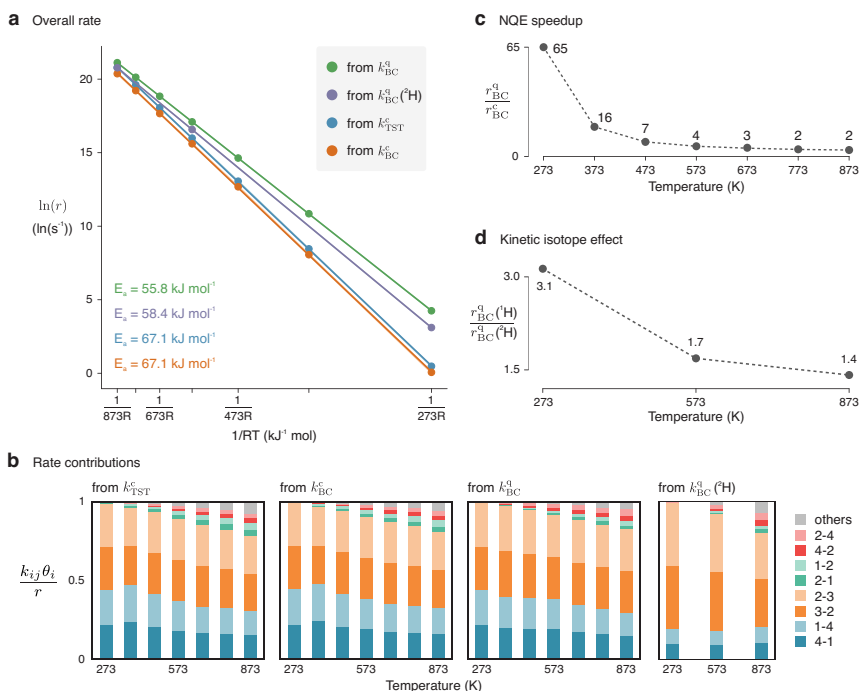 a Overall rate
20
15
10
5
0
ln(r)
(ln(s⁻¹))
from k^q_BC
from k^q_BC(²H)
from k^c_TST
from k^c_BC
Eₐ = 55.8 kJ mol⁻¹
Eₐ = 58.4 kJ mol⁻¹
Eₐ = 67.1 kJ mol⁻¹
Eₐ = 67.1 kJ mol⁻¹
1/873R 1/673R 1/473R 1/273R
1/RT (kJ⁻¹ mol)
c NQE speedup
65
0
r^q_BC / r^c_BC
65 16 7 4 3 2 2
273 373 473 573 673 773 873
Temperature (K)
d Kinetic isotope effect
3.0
1.5
r^q_BC(¹H) / r^q_BC(²H)
3.1 1.7 1.4
273 573 873
Temperature (K)
b Rate contributions
from k^c_TST from k^c_BC from k^q_BC from k^q_BC(²H)
1
0.5
0
k_ijθ_i / r
273 573 873 273 573 873 273 573 873 273 573 873
Temperature (K)
others
2-4
4-2
1-2
2-1
2-3
3-2
1-4
4-1